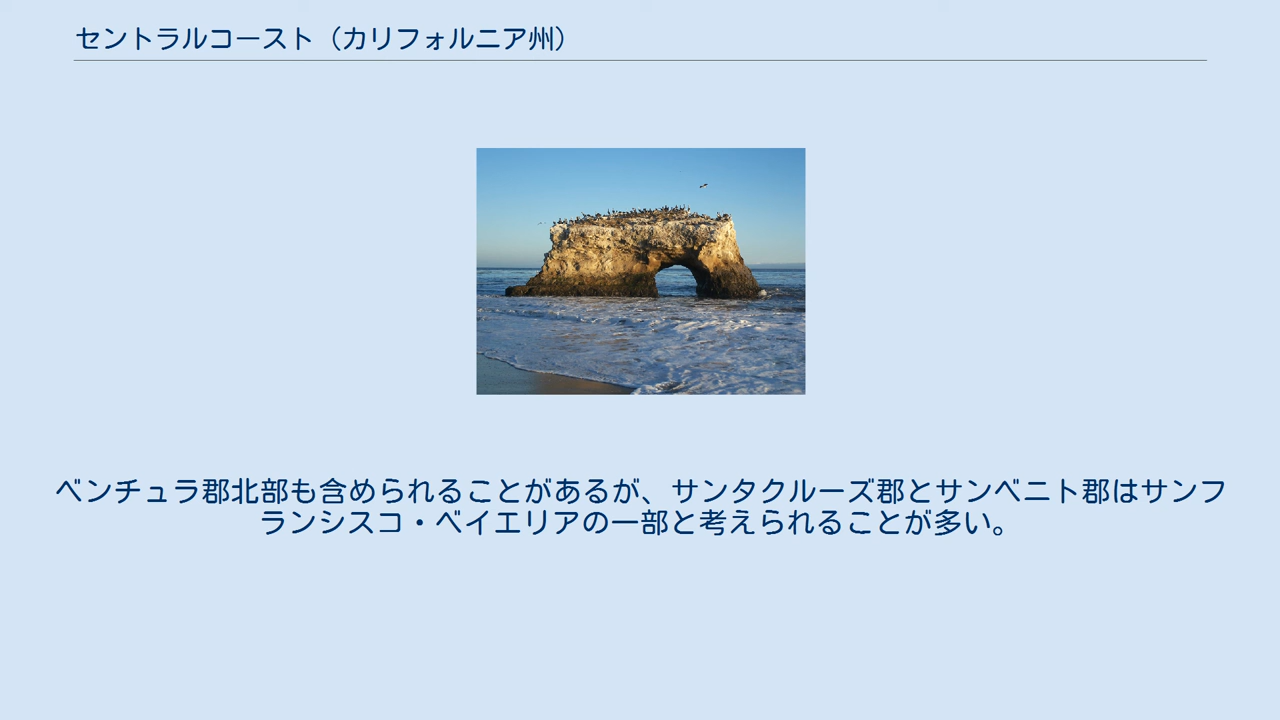 セントラルコースト（カリフォルニア州）
ベンチュラ郡北部も含められることがあるが、サンタクルーズ郡とサンベニト郡はサンフ
ランシスコ・ベイエリアの一部と考えられることが多い。